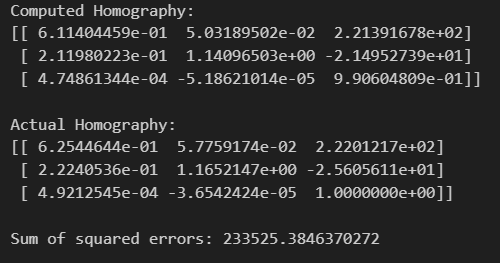 Computed Homography:
[[ 6.11404459e-01  5.03189502e-02  2.21391678e+02]
 [ 2.11980223e-01  1.14096503e+00 -2.14952739e+01]
 [ 4.74861344e-04 -5.18621014e-05  9.90604809e-01]]
Actual Homography:
[[ 6.2544644e-01  5.7759174e-02  2.2201217e+02]
 [ 2.2240536e-01  1.1652147e+00 -2.5605611e+01]
 [ 4.9212545e-04 -3.6542424e-05  1.0000000e+00]]
Sum of squared errors: 233525.3846370272